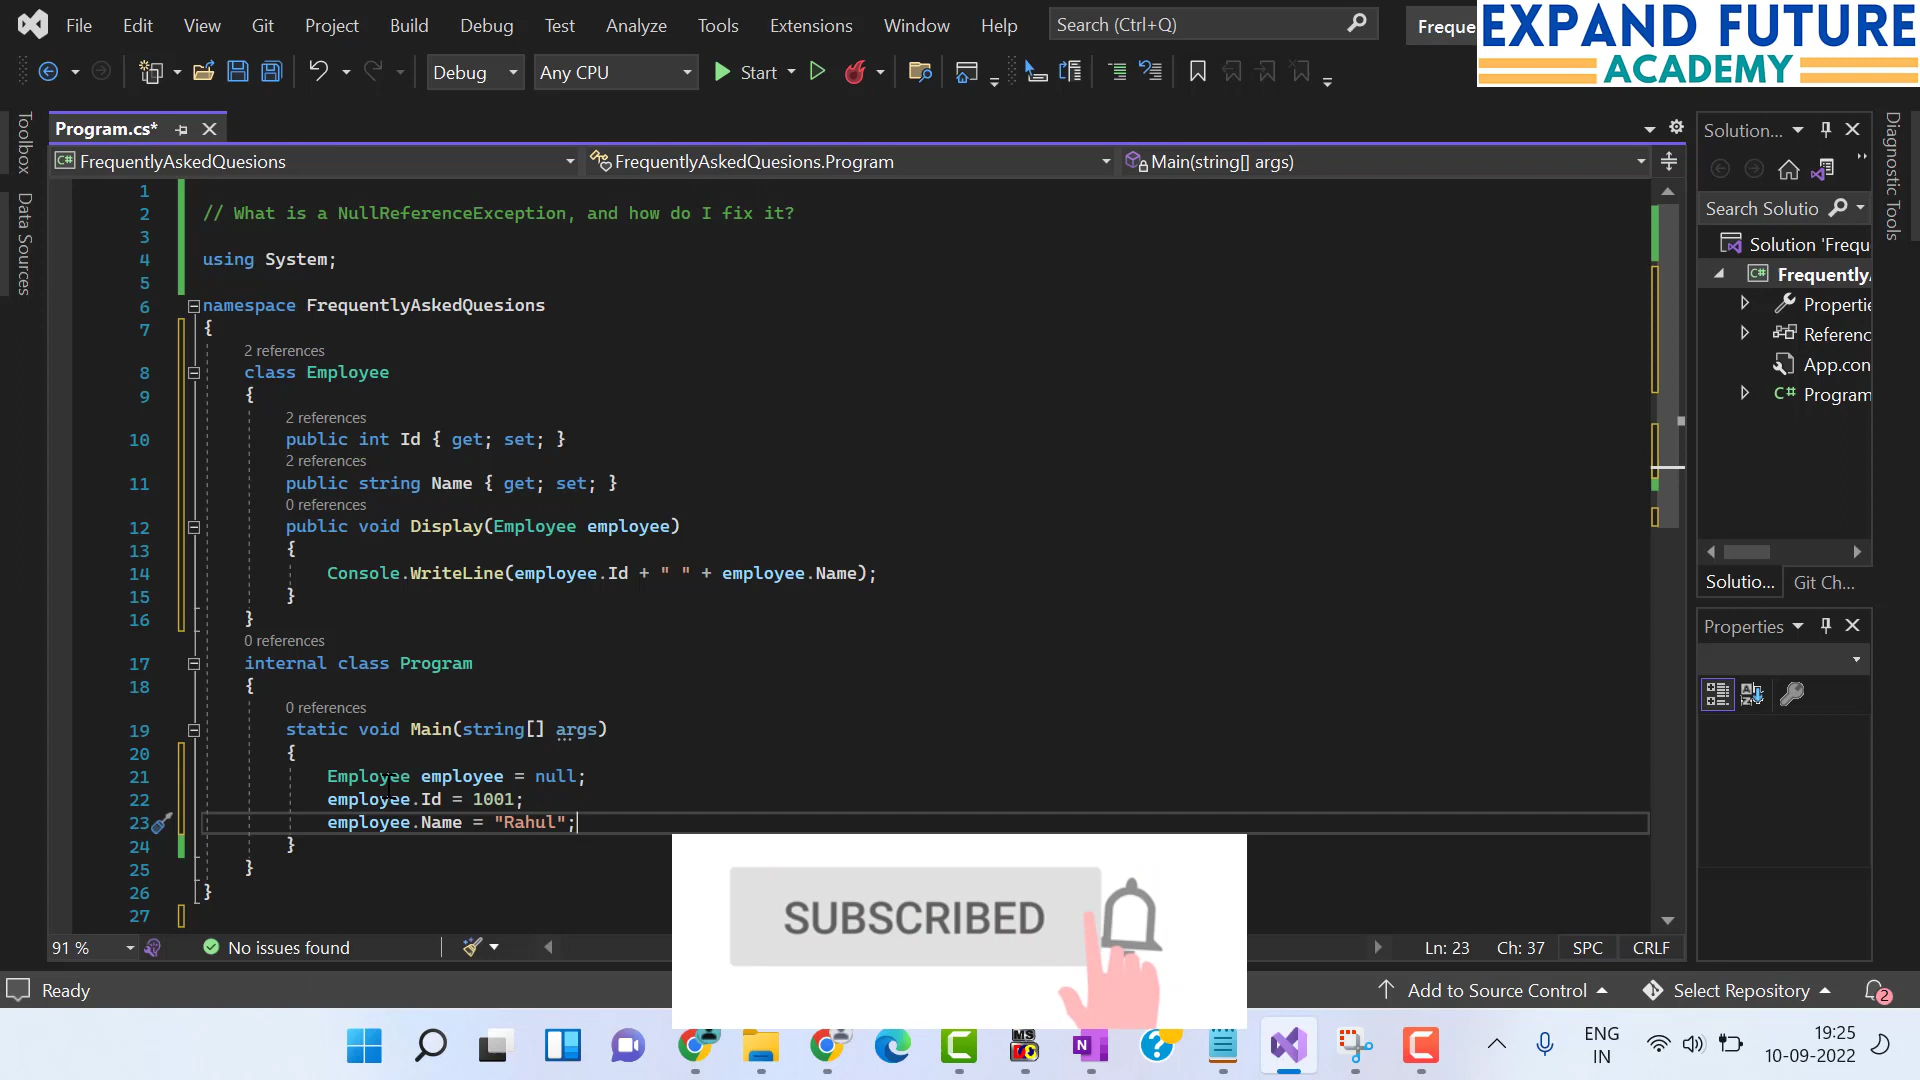 File Edit View Git Project Build Debug Test Analyze Tools Extensions Window Help Search (Ctrl+Q) Freque
EXPAND FUTURE
ACADEMY
Debug Any CPU Start
Toolbox
Data Sources
Program.cs*
FrequentlyAskedQuesions FrequentlyAskedQuesions.Program Main(string[] args)
1
2 // What is a NullReferenceException, and how do I fix it?
3
4 using System;
5
6 namespace FrequentlyAskedQuesions
7 {
2 references
8 class Employee
9 {
2 references
10 public int Id { get; set; }
2 references
11 public string Name { get; set; }
0 references
12 public void Display(Employee employee)
13 {
14 Console.WriteLine(employee.Id + " " + employee.Name);
15 }
16 }
0 references
17 internal class Program
18 {
0 references
19 static void Main(string[] args)
20 {
21 Employee employee = null;
22 employee.Id = 1001;
23 employee.Name = "Rahul";
24 }
25 }
26 }
27
91 % No issues found Ln: 23 Ch: 37 SPC CRLF
SUBSCRIBED
Solution...
Search Solutio
Solution 'Frequ
C# Frequently
Propertie
Referenc
App.con
C# Program
Solutio... Git Ch...
Properties
Diagnostic Tools
Ready Add to Source Control Select Repository 2
MS
N
ENG
IN
19:25
10-09-2022